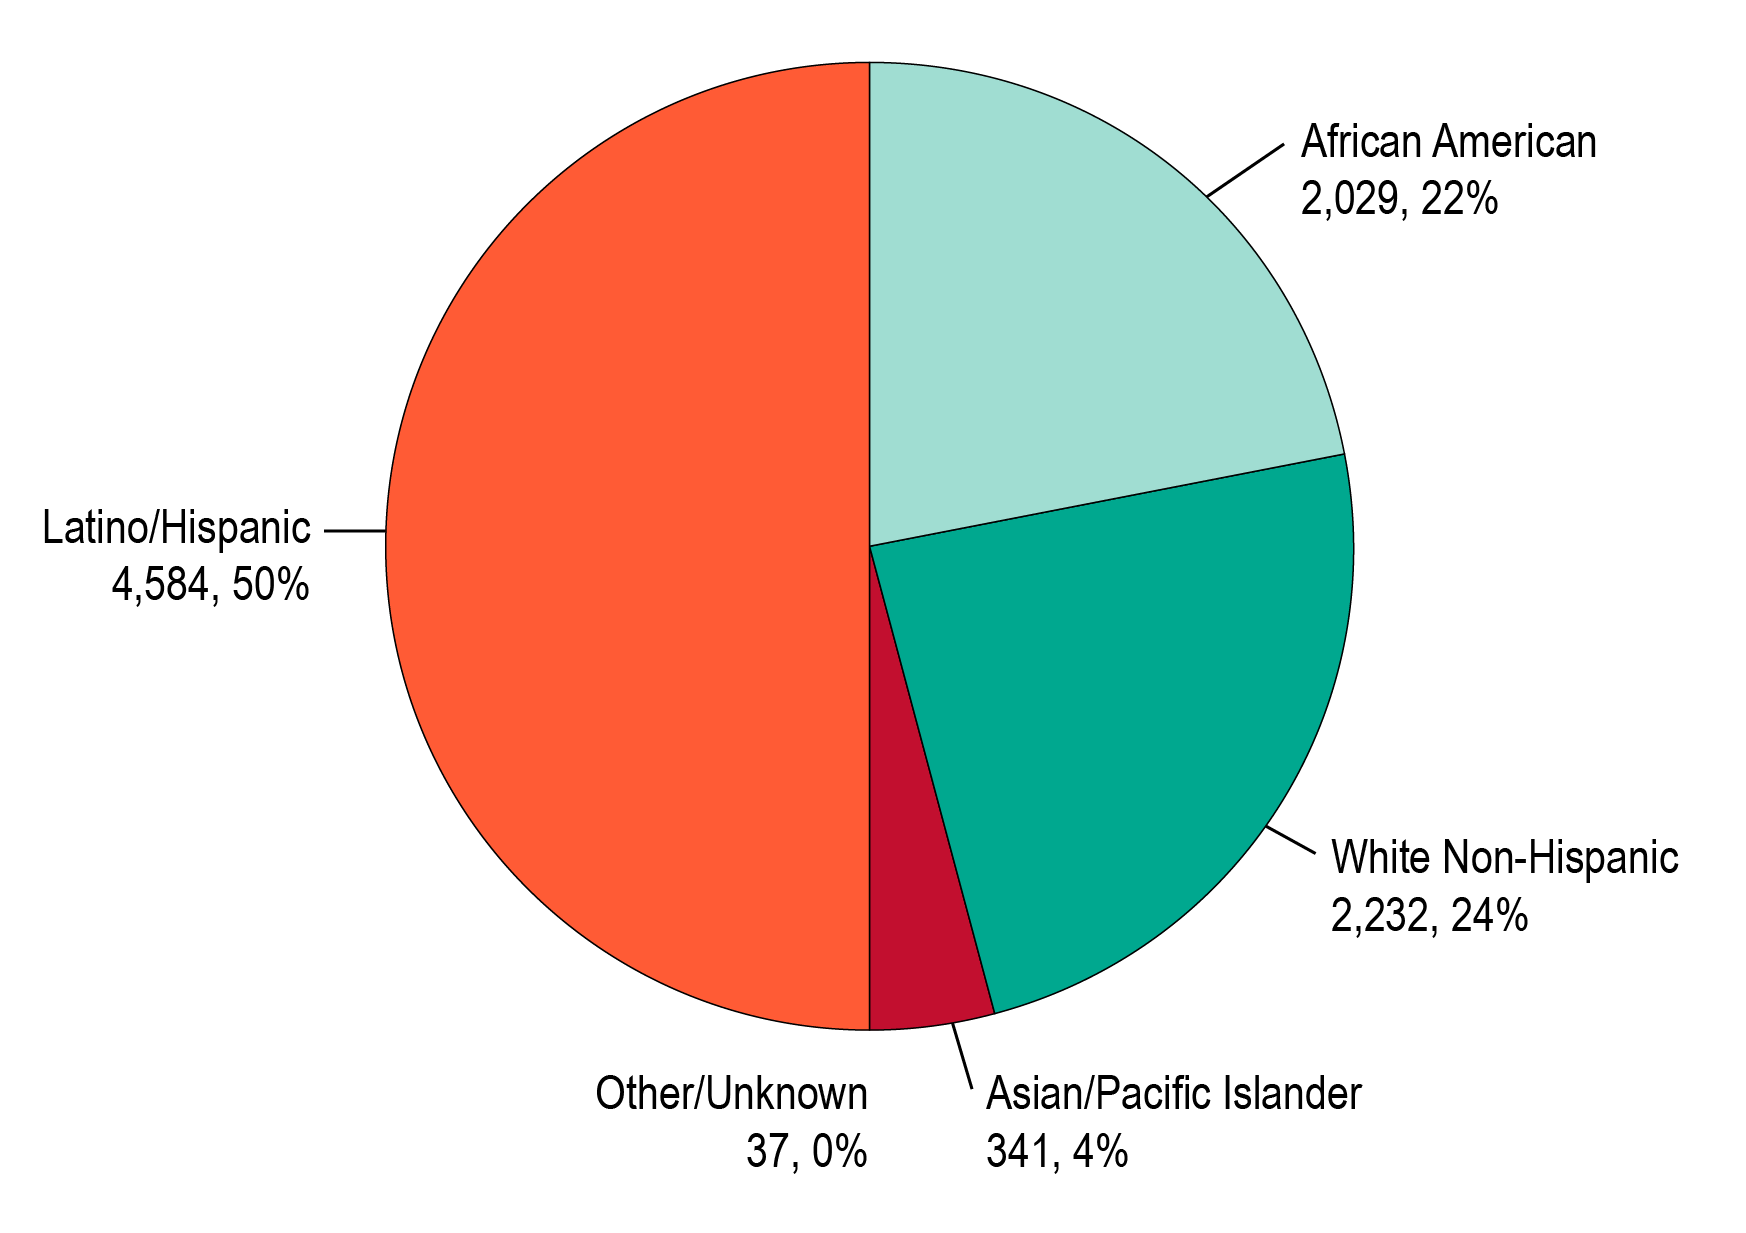 African American
2,029, 22%
Latino/Hispanic
4,584, 50%
White Non-Hispanic
2,232, 24%
Other/Unknown
37, 0%
Asian/Pacific Islander
341, 4%